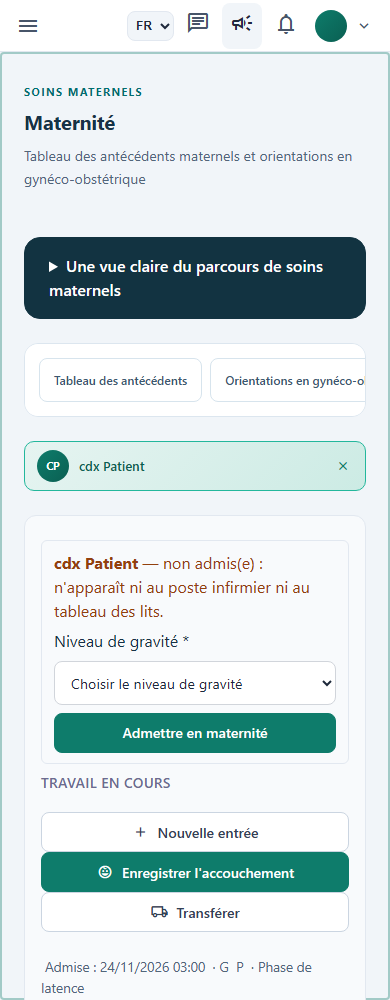 FR
SOINS MATERNELS
Maternité
Tableau des antécédents maternels et orientations en
gynéco-obstétrique
Une vue claire du parcours de soins
maternels
Tableau des antécédents
Orientations en gynéco-o
CP
cdx Patient
×
cdx Patient — non admis(e) :
n'apparaît ni au poste infirmier ni au
tableau des lits.
Niveau de gravité *
Choisir le niveau de gravité
Admettre en maternité
TRAVAIL EN COURS
+ Nouvelle entrée
Enregistrer l'accouchement
Transférer
Admise : 24/11/2026 03:00 · G P · Phase de
latence